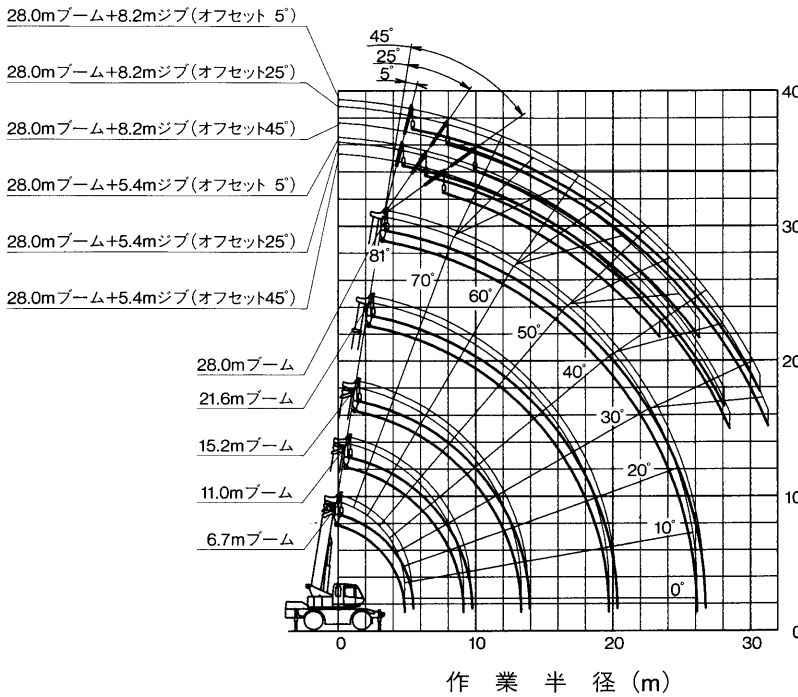 28.0mブーム+8.2mジブ(オフセット 5°)
28.0mブーム+8.2mジブ(オフセット25°)
28.0mブーム+8.2mジブ(オフセット45°)
28.0mブーム+5.4mジブ(オフセット 5°)
28.0mブーム+5.4mジブ(オフセット25°)
28.0mブーム+5.4mジブ(オフセット45°)
28.0mブーム
21.6mブーム
15.2mブーム
11.0mブーム
6.7mブーム
45°
25°
5°
81°
70°
60°
50°
40°
30°
20°
10°
0°
40
30
20
10
0
0 10 20 30
作業半径(m)